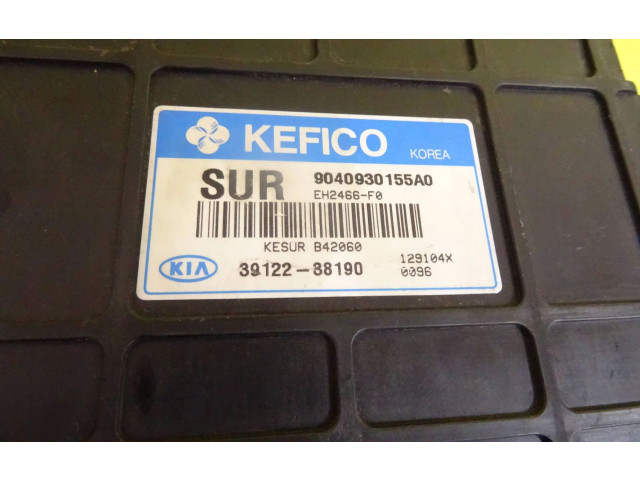 KEFICO
KOREA
SUR 9040930155A0
EH2466-F0
KESUR B42060
129104X
KIA 39122-38190
0096